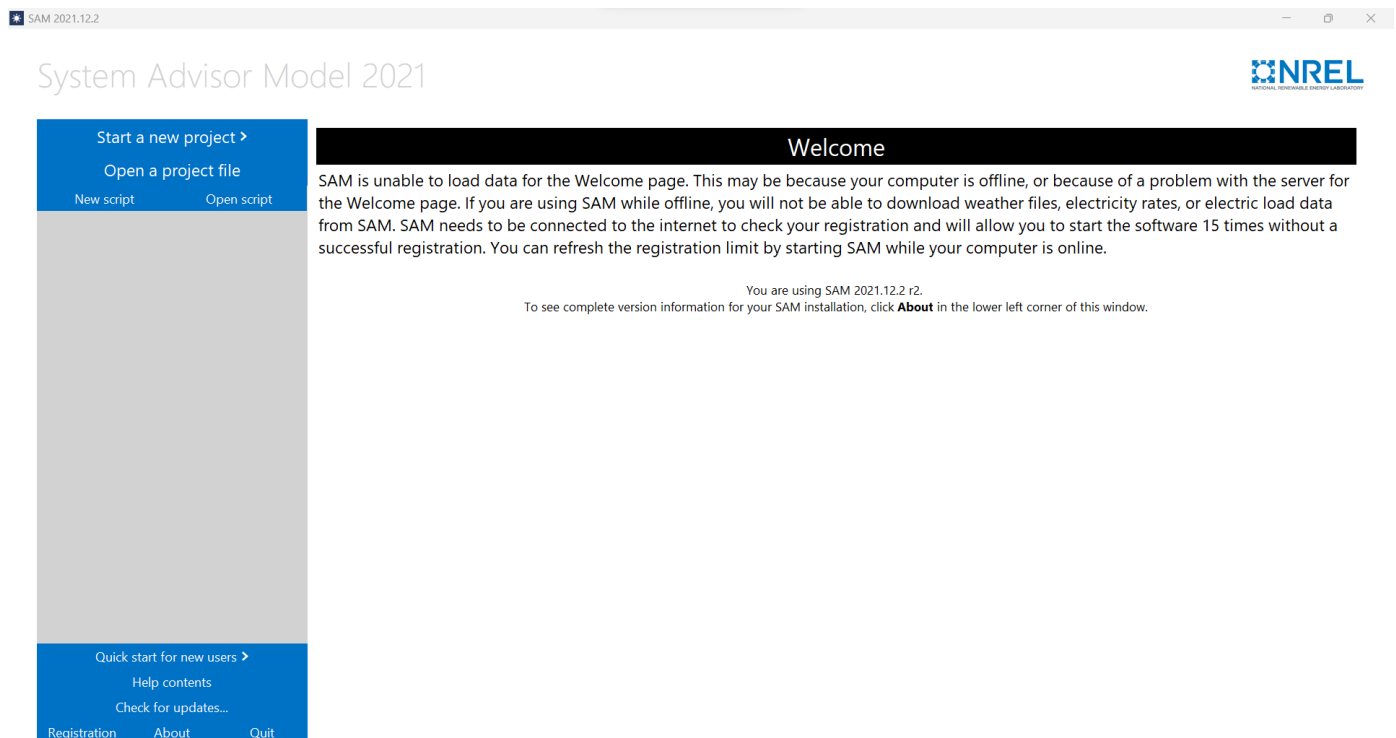 SAM 2021.12.2
System Advisor Model 2021
NREL
NATIONAL RENEWABLE ENERGY LABORATORY
Start a new project >
Open a project file
New script Open script
Welcome
SAM is unable to load data for the Welcome page. This may be because your computer is offline, or because of a problem with the server for
the Welcome page. If you are using SAM while offline, you will not be able to download weather files, electricity rates, or electric load data
from SAM. SAM needs to be connected to the internet to check your registration and will allow you to start the software 15 times without a
successful registration. You can refresh the registration limit by starting SAM while your computer is online.
You are using SAM 2021.12.2 r2.
To see complete version information for your SAM installation, click About in the lower left corner of this window.
Quick start for new users >
Help contents
Check for updates...
Registration About Quit